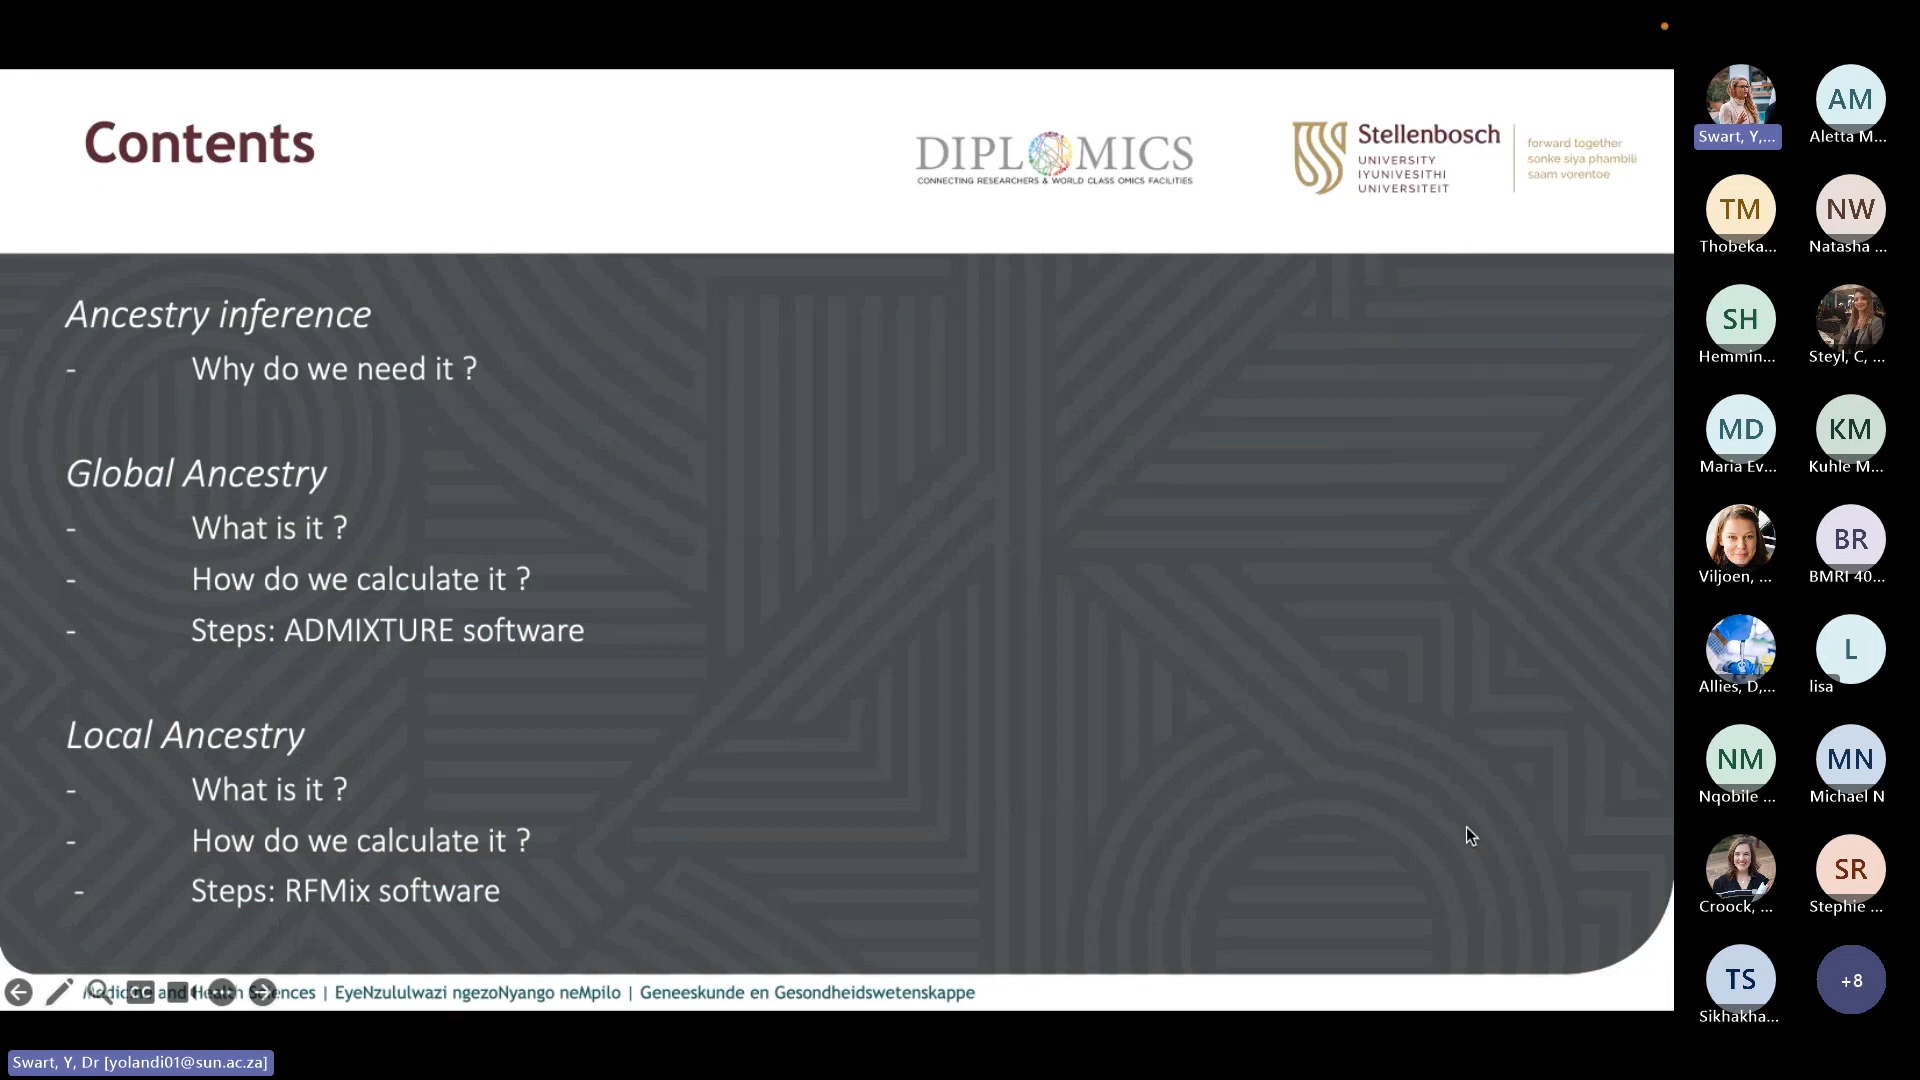 Contents
DIPLOMICS
CONNECTING RESEARCHERS & WORLD CLASS OMICS FACILITIES
Stellenbosch
UNIVERSITY
IYUNIVESITHI
UNIVERSITEIT
forward together
sonke siya phambili
saam vorentoe
Ancestry inference
- Why do we need it ?
Global Ancestry
- What is it ?
- How do we calculate it ?
- Steps: ADMIXTURE software
Local Ancestry
- What is it ?
- How do we calculate it ?
- Steps: RFMix software
Medicine and Health Sciences | EyeNzululwazi ngezoNyango neMpilo | Geneeskunde en Gesondheidswetenskappe
Swart, Y, Dr [yolandi01@sun.ac.za]
Swart, Y,...
AM
Aletta M...
TM
Thobeka...
NW
Natasha ...
SH
Hemmin...
Steyl, C, ...
MD
Maria Ev...
KM
Kuhle M...
Viljoen, ...
BR
BMRI 40...
Allies, D,...
L
lisa
NM
Nqobile ...
MN
Michael N
Croock, ...
SR
Stephie ...
TS
Sikhakha...
+8